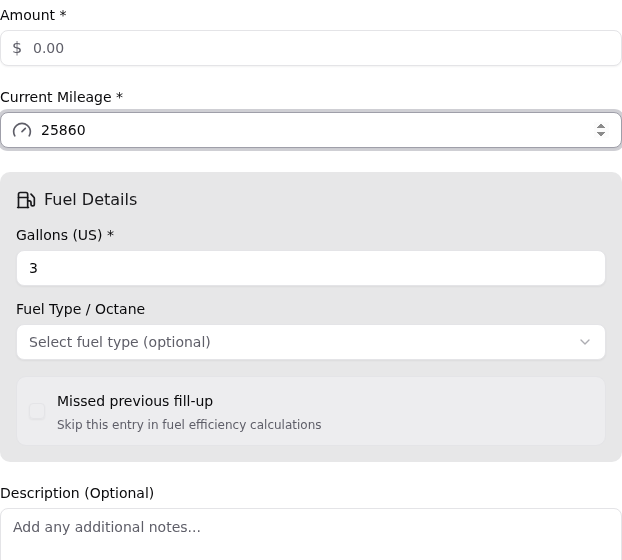 Amount *
$ 0.00
Current Mileage *
25860
Fuel Details
Gallons (US) *
3
Fuel Type / Octane
Select fuel type (optional)
Missed previous fill-up
Skip this entry in fuel efficiency calculations
Description (Optional)
Add any additional notes...